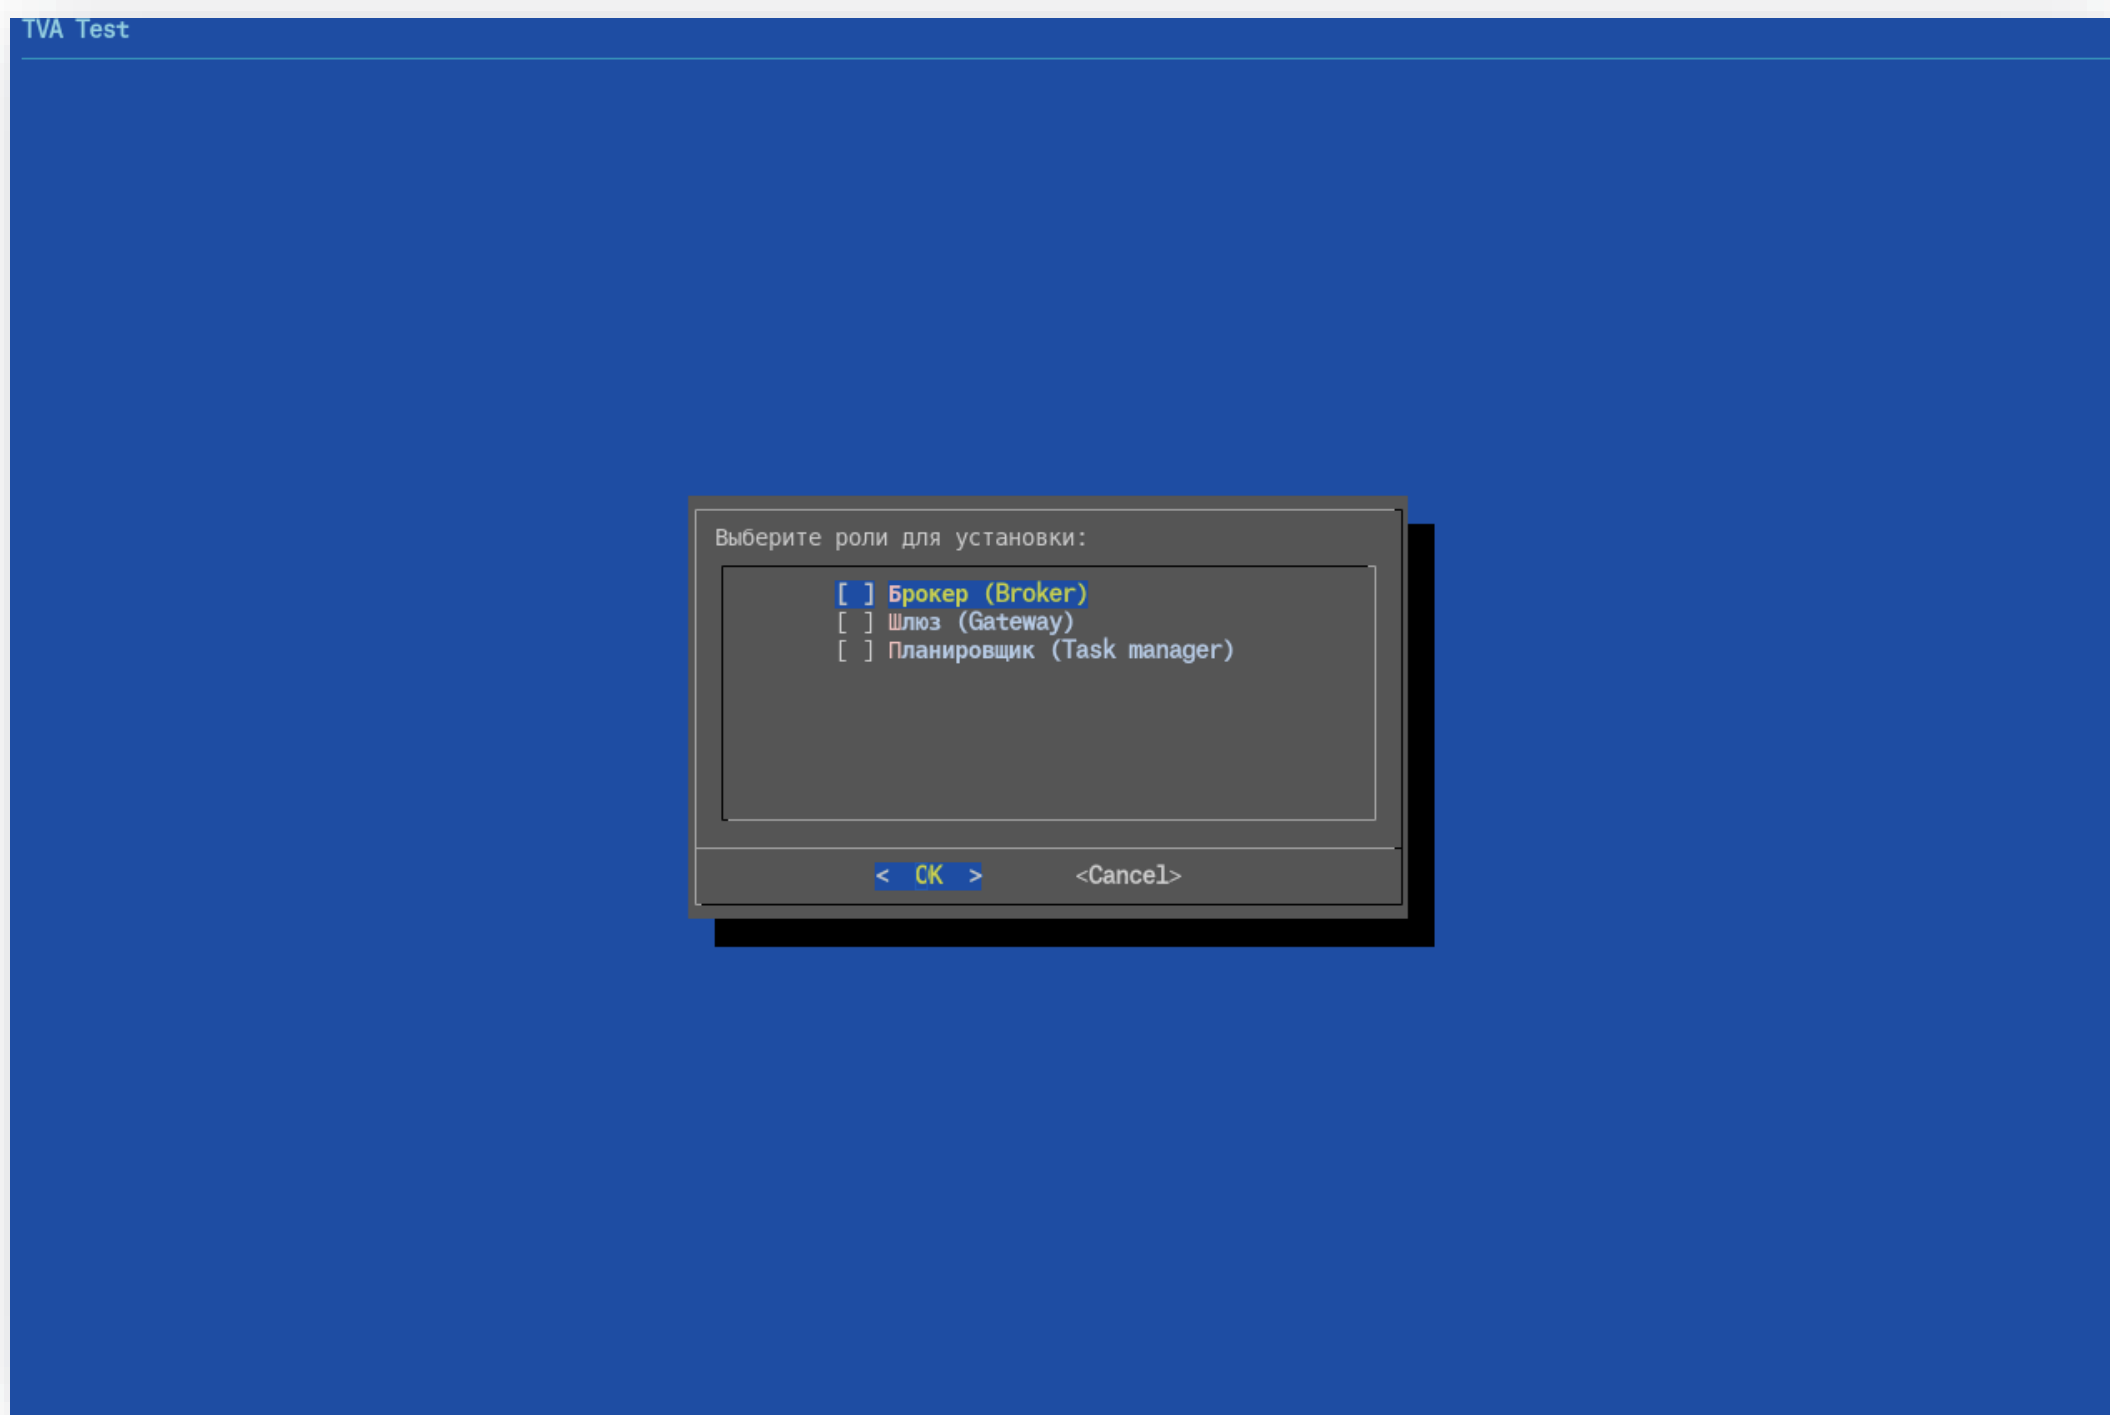 TVA Test
Выберите роли для установки:
[ ] Брокер (Broker)
[ ] Шлюз (Gateway)
[ ] Планировщик (Task manager)
< OK > <Cancel>